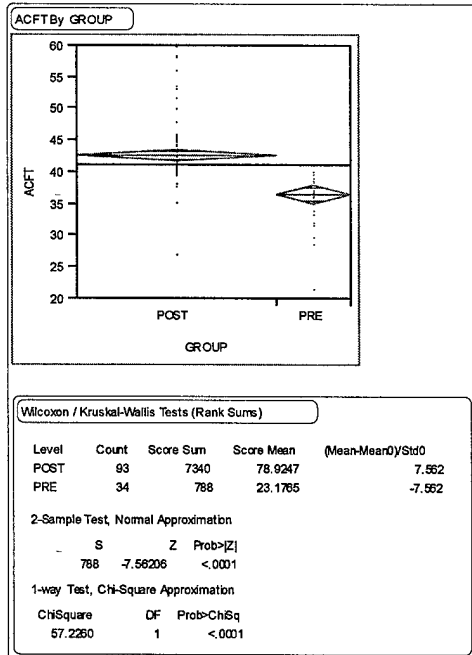 ACFT By GROUP
60
55
50
45
40
35
30
25
20
ACFT
POST PRE
GROUP
Wilcoxon / Kruskal-Wallis Tests (Rank Sums)
Level Count Score Sum Score Mean (Mean-Mean0)/Std0
POST 93 7340 78.9247 7.562
PRE 34 788 23.1765 -7.562
2-Sample Test, Normal Approximation
S Z Prob>|Z|
788 -7.56206 <.0001
1-way Test, Chi-Square Approximation
ChiSquare DF Prob>ChiSq
57.2260 1 <.0001